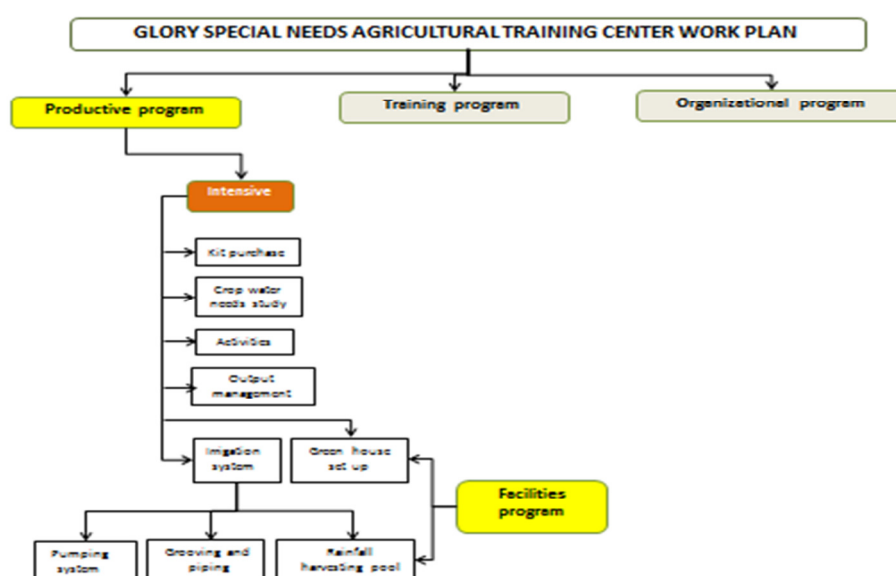 GLORY SPECIAL NEEDS AGRICULTURAL TRAINING CENTER WORK PLAN
Productive program
Training program
Organizational program
Intensive
Kit purchase
Crop water
needs study
Activities
Output
management
Irrigation
system
Green house
set up
Facilities
program
Pumping
system
Grooving and
piping
Rainfall
harvesting pool